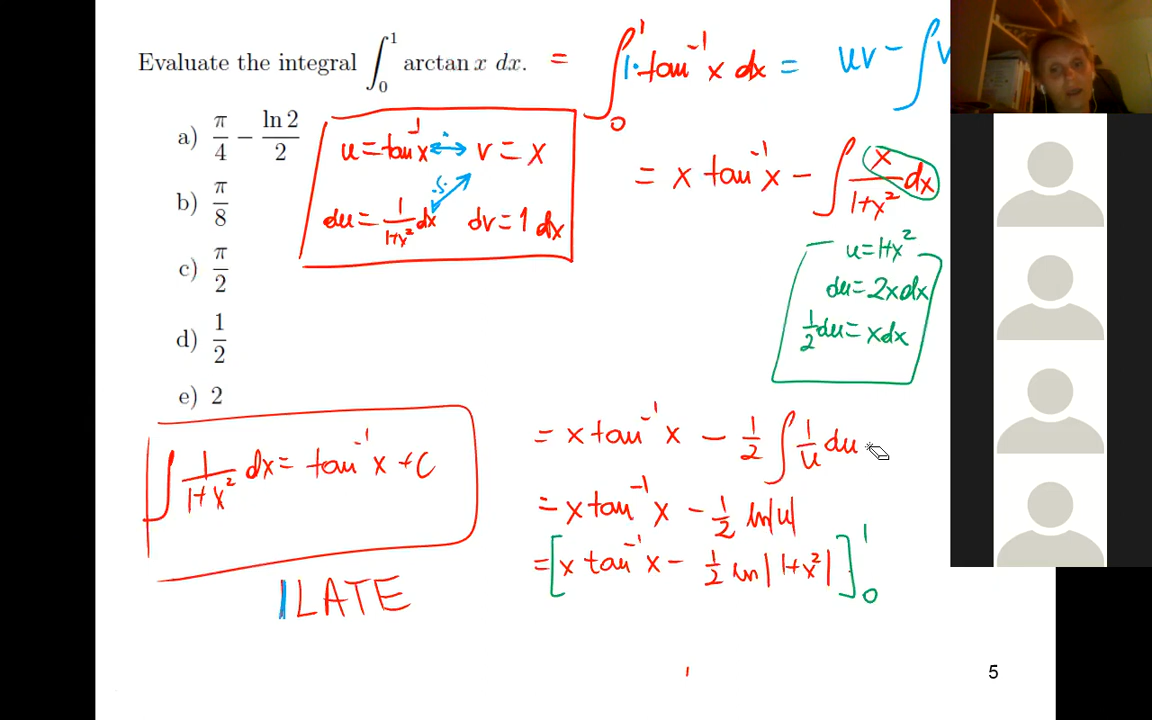 Evaluate the integral ∫₀¹ arctan x dx. = ∫₀¹ 1·tan⁻¹x dx = uv - ∫v
a) π/4 − ln 2/2
b) π/8
c) π/2
d) 1/2
e) 2
u = tan⁻¹x ↔ v = x
du = 1/(1+x²) dx dv = 1 dx
= x tan⁻¹x − ∫ x/(1+x²) dx
u = 1+x²
du = 2x dx
½ du = x dx
∫ 1/(1+x²) dx = tan⁻¹x + C
ILATE
= x tan⁻¹x − ½ ∫ 1/u du
= x tan⁻¹x − ½ ln|u|
= [x tan⁻¹x − ½ ln|1+x²|]₀¹
5